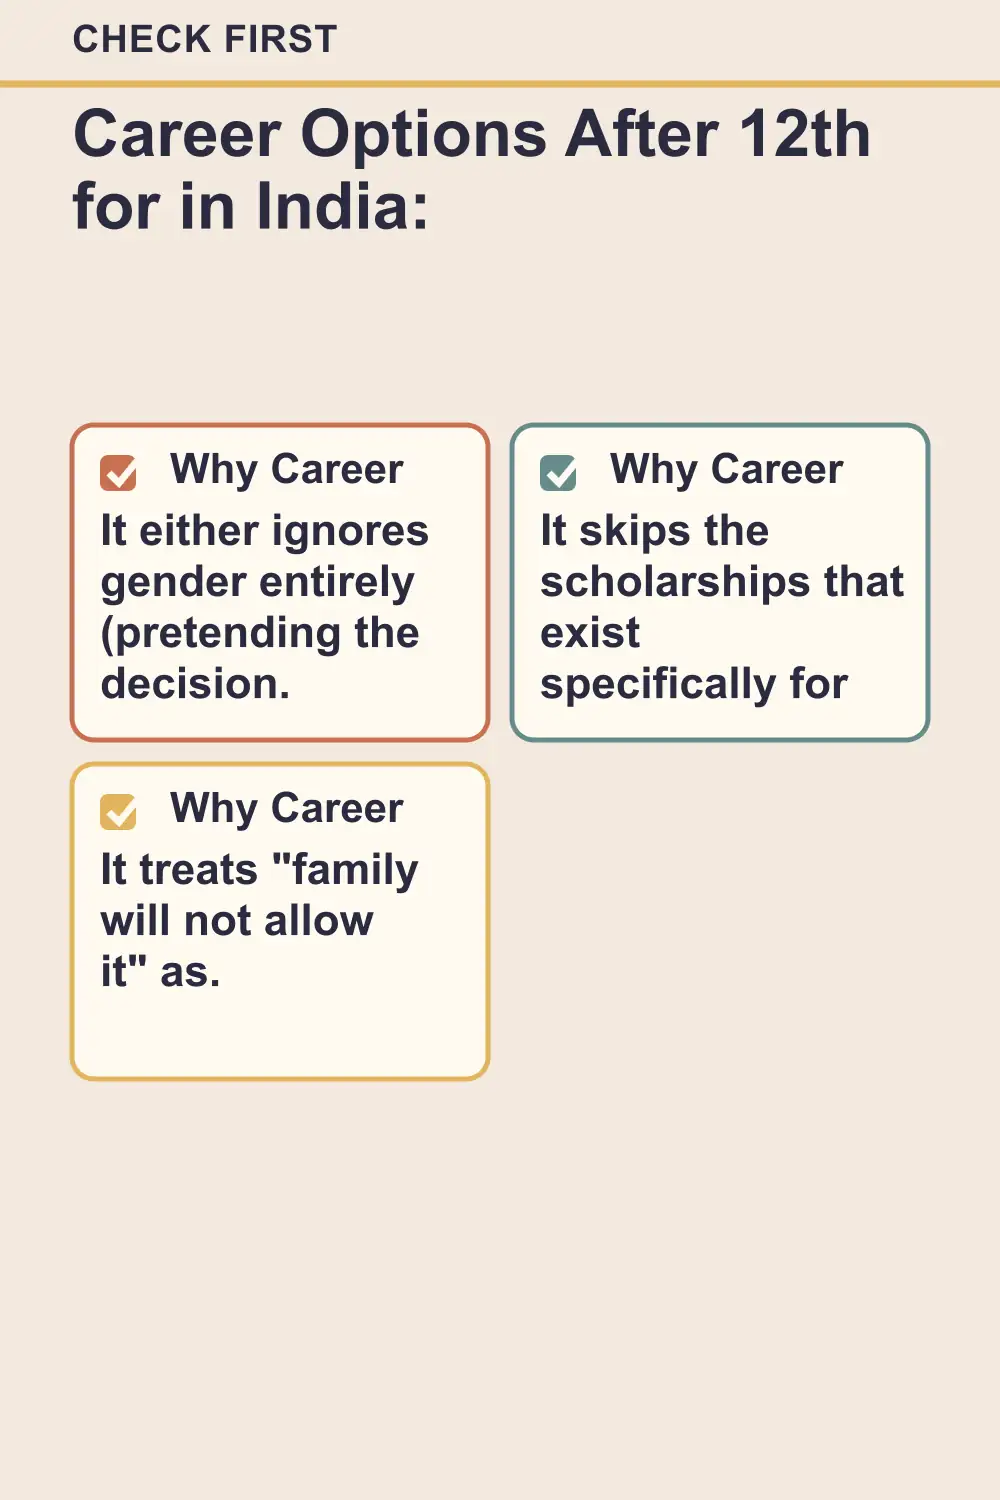 CHECK FIRST
Career Options After 12th
for in India:
Why Career
It either ignores
gender entirely
(pretending the
decision.
Why Career
It skips the
scholarships that
exist
specifically for
Why Career
It treats "family
will not allow
it" as.